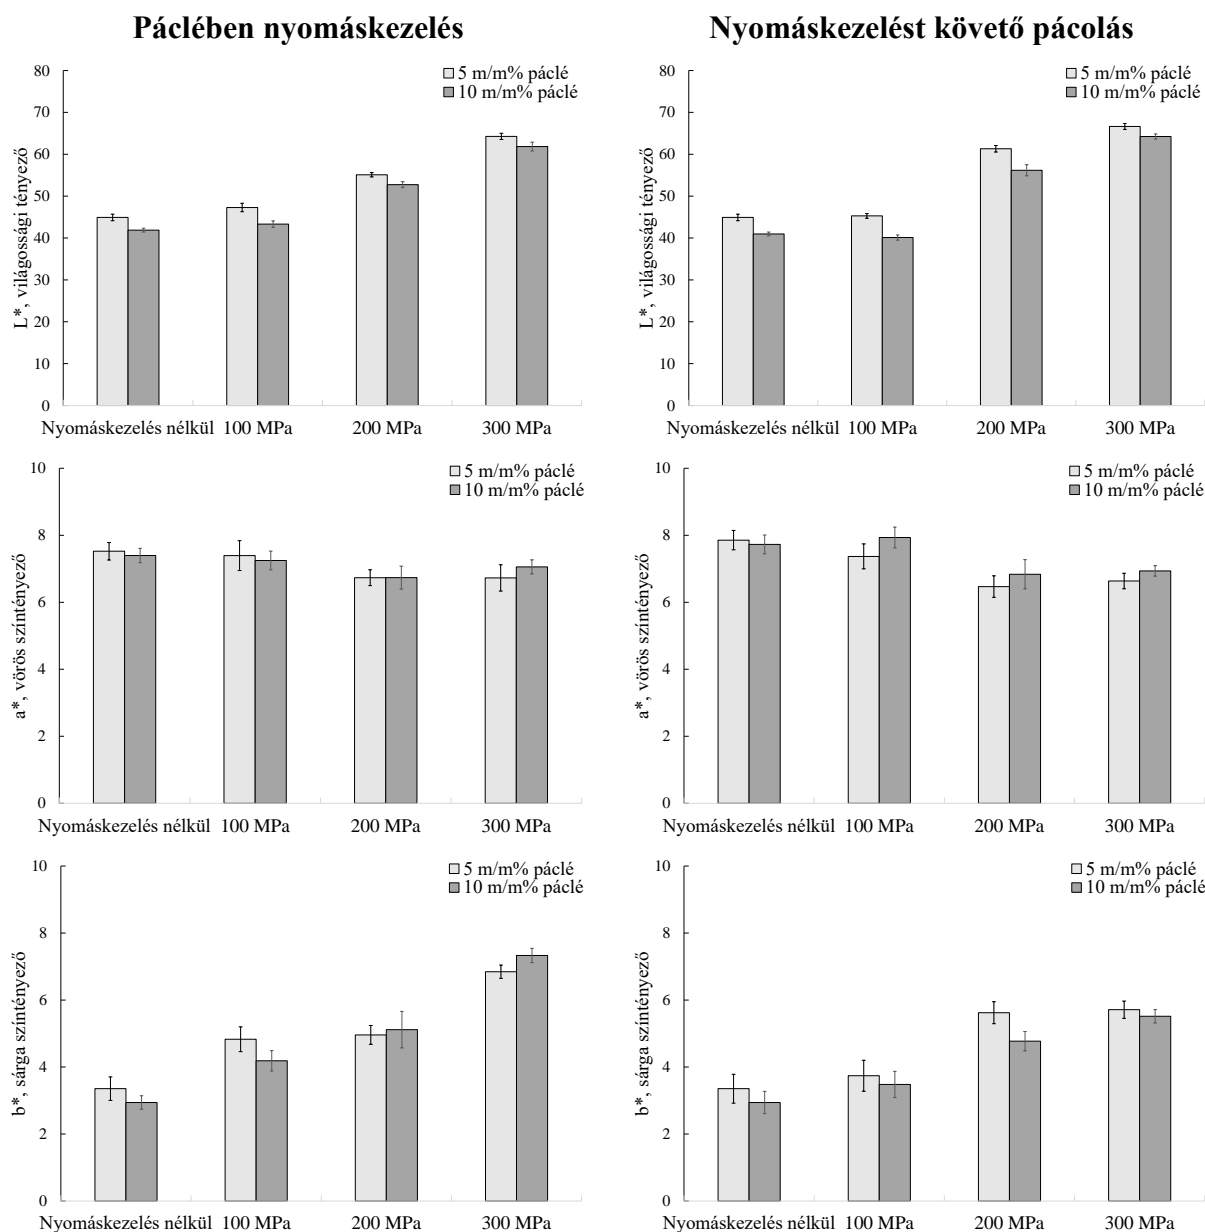 Páclében nyomáskezelés
Nyomáskezelést követő pácolás
5 m/m% páclé
10 m/m% páclé
L*, világossági tényező
80
70
60
50
40
30
20
10
0
Nyomáskezelés nélkül 100 MPa 200 MPa 300 MPa
5 m/m% páclé
10 m/m% páclé
L*, világossági tényező
80
70
60
50
40
30
20
10
0
Nyomáskezelés nélkül 100 MPa 200 MPa 300 MPa
5 m/m% páclé
10 m/m% páclé
a*, vörös színtényező
10
8
6
4
2
0
Nyomáskezelés nélkül 100 MPa 200 MPa 300 MPa
5 m/m% páclé
10 m/m% páclé
a*, vörös színtényező
10
8
6
4
2
0
Nyomáskezelés nélkül 100 MPa 200 MPa 300 MPa
5 m/m% páclé
10 m/m% páclé
b*, sárga színtényező
10
8
6
4
2
0
Nyomáskezelés nélkül 100 MPa 200 MPa 300 MPa
5 m/m% páclé
10 m/m% páclé
b*, sárga színtényező
10
8
6
4
2
0
Nyomáskezelés nélkül 100 MPa 200 MPa 300 MPa